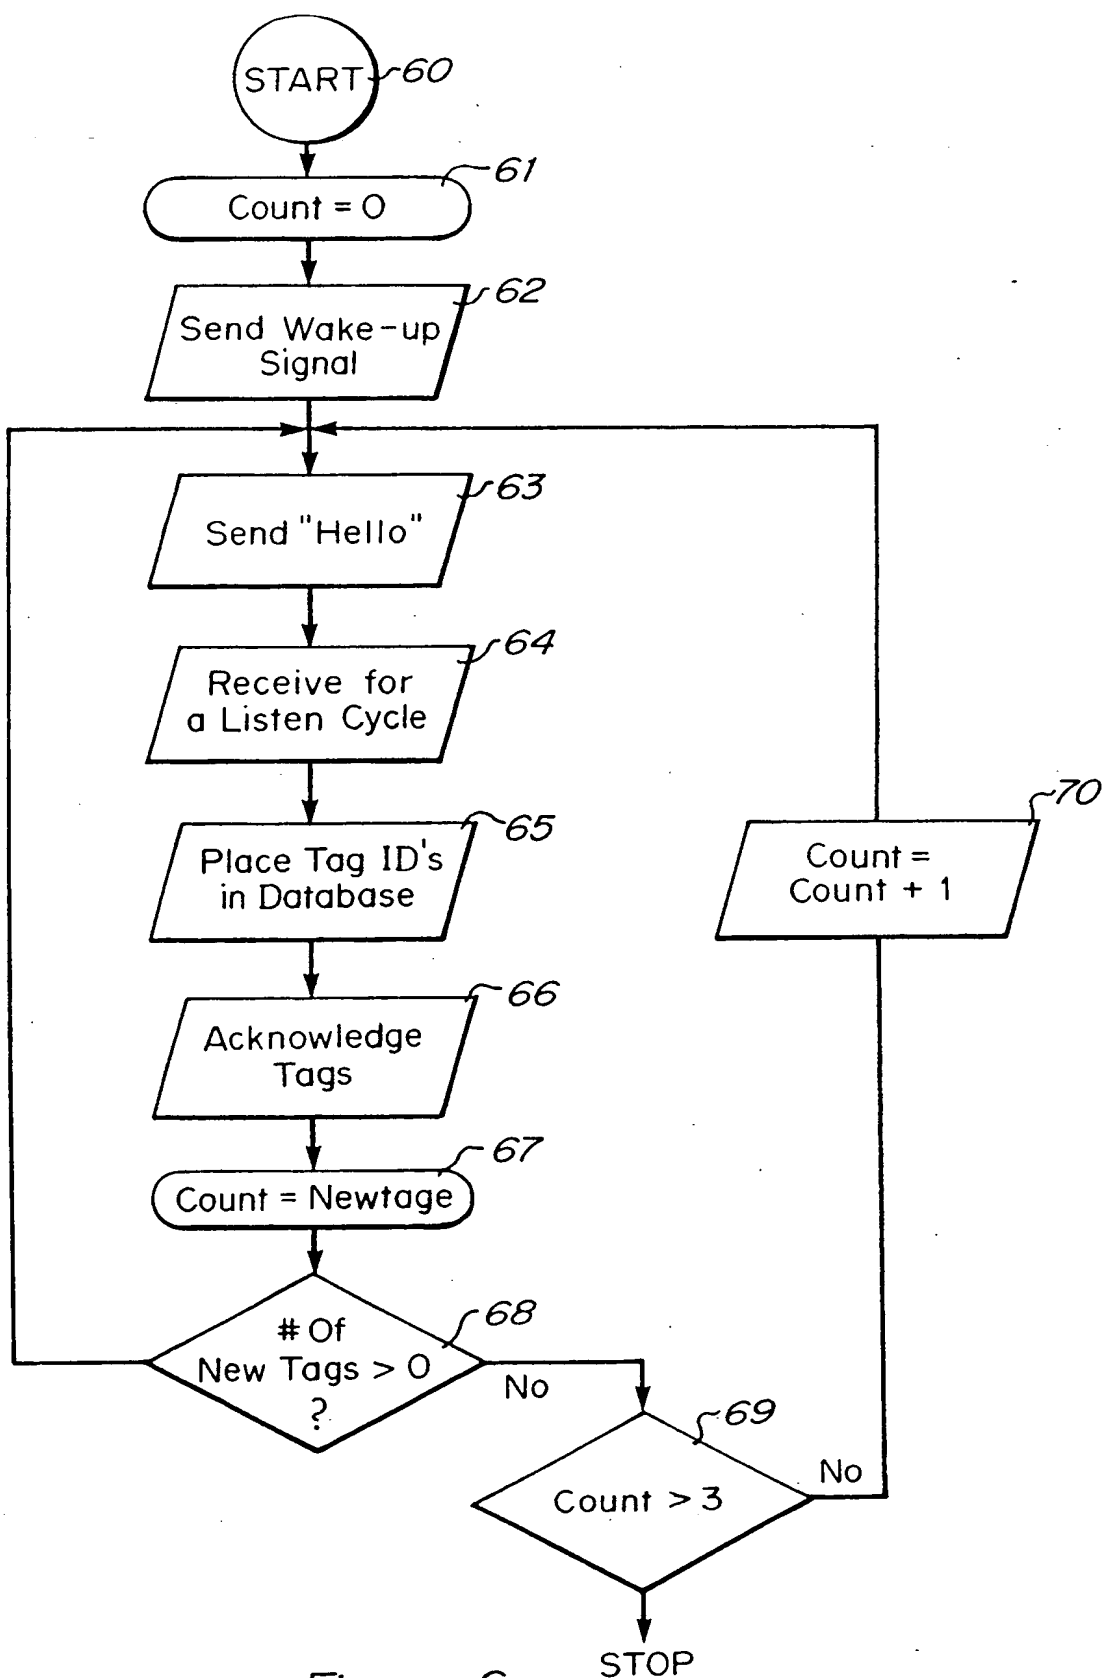 START
60
61
Count = 0
62
Send Wake-up
Signal
63
Send "Hello"
64
Receive for
a Listen Cycle
65
Place Tag ID's
in Database
66
Acknowledge
Tags
67
Count = Newtage
68
# Of
New Tags > 0
?
No
69
Count > 3
No
70
Count =
Count + 1
STOP